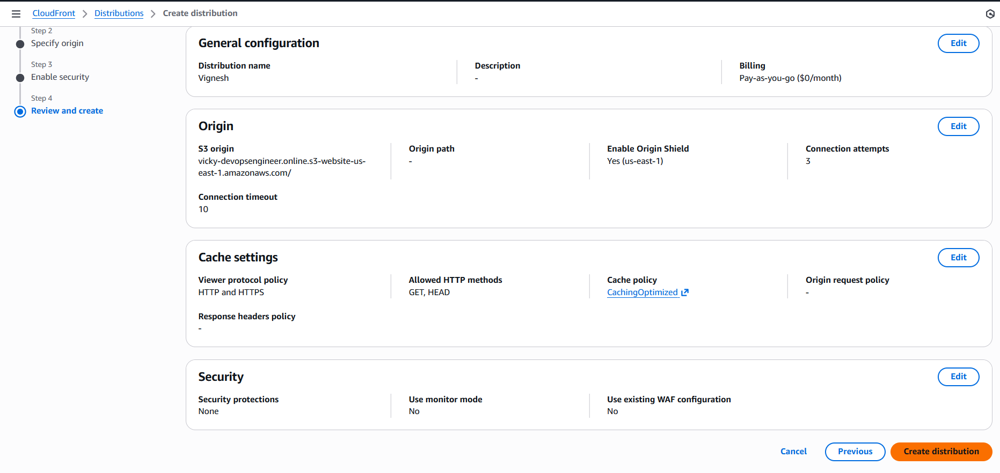 CloudFront > Distributions > Create distribution
Step 2
Specify origin
Step 3
Enable security
Step 4
Review and create
General configuration
Edit
Distribution name
Vignesh
Description
-
Billing
Pay-as-you-go ($0/month)
Origin
Edit
S3 origin
vicky-devopsengineer.online.s3-website-us-
east-1.amazonaws.com/
Origin path
-
Enable Origin Shield
Yes (us-east-1)
Connection attempts
3
Connection timeout
10
Cache settings
Edit
Viewer protocol policy
HTTP and HTTPS
Allowed HTTP methods
GET, HEAD
Cache policy
CachingOptimized
Origin request policy
-
Response headers policy
-
Security
Edit
Security protections
None
Use monitor mode
No
Use existing WAF configuration
No
Cancel
Previous
Create distribution